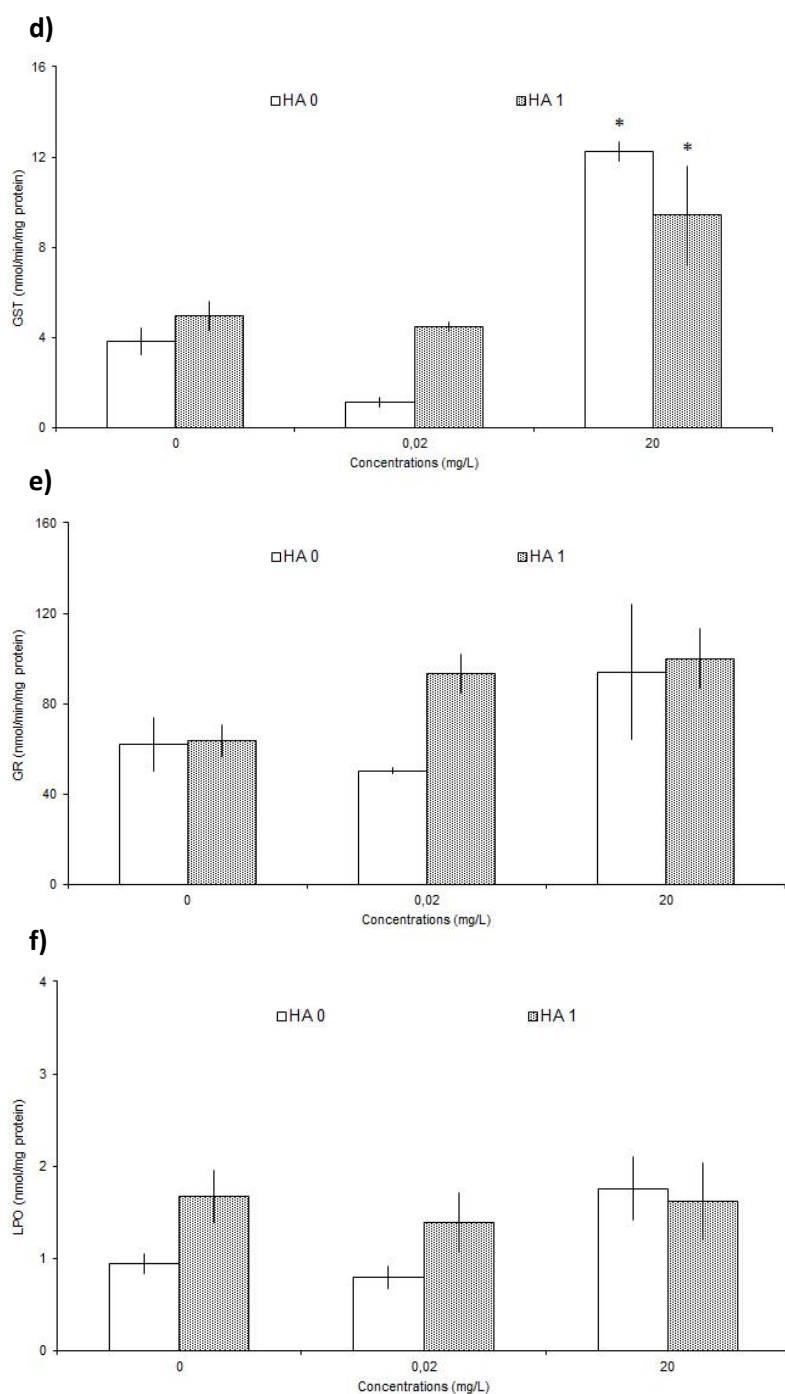 d)
16
HA 0 HA 1
* *
12
GST (nmol/min/mg protein)
8
4
0
0 0,02 20
Concentrations (mg/L)
e)
160
HA 0 HA 1
120
GR (nmol/min/mg protein)
80
40
0
0 0,02 20
Concentrations (mg/L)
f)
4
HA 0 HA 1
3
LPO (nmol/mg protein)
2
1
0
0 0,02 20
Concentrations (mg/L)